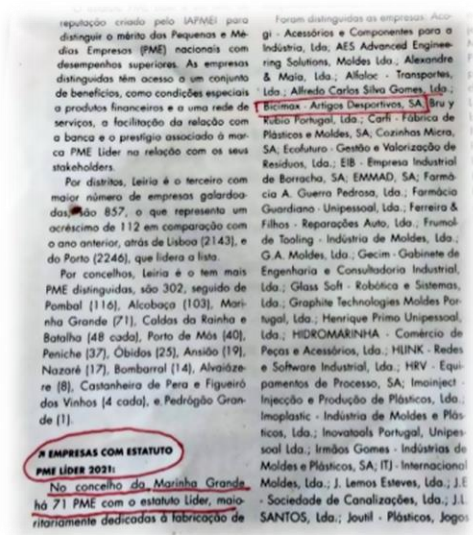 reputação criado pelo IAPMEI para
distinguir o mérito das Pequenas e Mé-
dias Empresas (PME) nacionais com
desempenhos superiores. As empresas
distinguidas têm acesso a um conjunto
de benefícios, como condições especiais
a produtos financeiros e a uma rede de
serviços, a facilitação da relação com
a banca e o prestígio associado à mar-
ca PME Líder na relação com os seus
stakeholders.
Por distritos, Leiria é o terceiro com
maior número de empresas galardoa-
das, são 857, o que representa um
acréscimo de 112 em comparação com
o ano anterior, atrás de Lisboa (2143), e
do Porto (2246), que lidera a lista.
Por concelhos, Leiria é o tem mais
PME distinguidas, são 302, seguido de
Pombal (116), Alcobaça (103), Mari-
nha Grande (71), Caldas da Rainha e
Batalha (48 cada), Porto de Mós (40),
Peniche (37), Óbidos (25), Ansião (19),
Nazaré (17), Bombarral (14), Alvaiáze-
re (8), Castanheira de Pera e Figueiró
dos Vinhos (4 cada), e Pedrógão Gran-
de (1).
EMPRESAS COM ESTATUTO
PME LÍDER 2021:
No concelho da Marinha Grande
há 71 PME com o estatuto Líder, maio-
ritariamente dedicadas à fabricação de
Foram distinguidas as empresas: Aco-
gi - Acessórios e Componentes para a
Indústria, Lda; AES Advanced Enginee-
ring Solutions, Moldes Lda.; Alexandre
& Maia, Lda.; Alfaloc - Transportes,
Lda.; Alfredo Carlos Silva Gomes, Lda.;
Bicimax - Artigos Desportivos, SA; Bru y
Rubio Portugal, Lda.; Carfi - Fábrica de
Plásticos e Moldes, SA; Cozinhas Micra,
SA; Ecofuturo - Gestão e Valorização de
Resíduos, Lda.; EIB - Empresa Industrial
de Borracha, SA; EMMAD, SA; Farmá-
cia A. Guerra Pedrosa, Lda.; Farmácia
Guardiano - Unipessoal, Lda.; Ferreira &
Filhos - Reparações Auto, Lda.; Frumol-
de Tooling - Indústria de Moldes, Lda.;
G.A. Moldes, Lda.; Gecim - Gabinete de
Engenharia e Consultadoria Industrial,
Lda.; Glass Soft - Robótica e Sistemas,
Lda.; Graphite Technologies Moldes Por-
tugal, Lda.; Henrique Primo Unipessoal,
Lda.; HIDROMARINHA - Comércio de
Peças e Acessórios, Lda.; HLINK - Redes
e Software Industrial, Lda.; HRV - Equi-
pamentos de Processo, SA; Imoinject -
Injecção e Produção de Plásticos, Lda.;
Imoplastic - Indústria de Moldes e Plás-
ticos, Lda.; Inovatools Portugal, Unipes-
soal Lda.; Irmãos Gomes - Indústrias de
Moldes e Plásticos, SA; ITJ - Internacional
Moldes, Lda.; J. Lemos Esteves, Lda.; J.E
- Sociedade de Canalizações, Lda.; J.L
SANTOS, Lda.; Joutil - Plásticos, Jogos